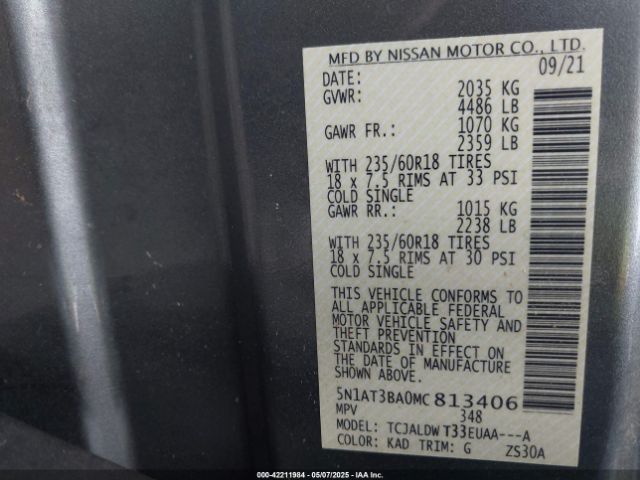 MFD BY NISSAN MOTOR CO., LTD.
DATE: 09/21
GVWR: 2035 KG
4486 LB
GAWR FR.: 1070 KG
2359 LB
WITH 235/60R18 TIRES
18 x 7.5 RIMS AT 33 PSI
COLD SINGLE
GAWR RR.: 1015 KG
2238 LB
WITH 235/60R18 TIRES
18 x 7.5 RIMS AT 30 PSI
COLD SINGLE
THIS VEHICLE CONFORMS TO
ALL APPLICABLE FEDERAL
MOTOR VEHICLE SAFETY AND
THEFT PREVENTION
STANDARDS IN EFFECT ON
THE DATE OF MANUFACTURE
SHOWN ABOVE.
5N1AT3BA0MC813406
MPV 348
MODEL: TCJALDWT33EUAA---A
COLOR: KAD TRIM: G ZS30A
000-42211984 - 05/07/2025 - IAAI.COM